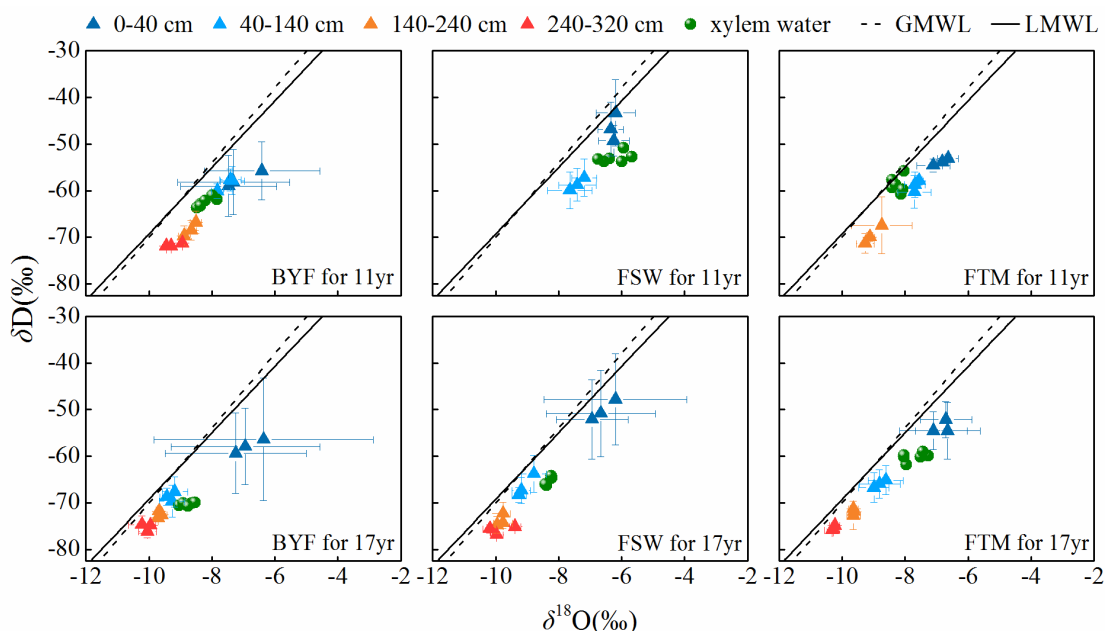 0-40 cm 40-140 cm 140-240 cm 240-320 cm xylem water GMWL LMWL
-30
-40
-50
-60
-70
-80
BYF for 11yr FSW for 11yr FTM for 11yr
-30
-40
-50
-60
-70
-80
BYF for 17yr FSW for 17yr FTM for 17yr
-12 -10 -8 -6 -4 -2 -12 -10 -8 -6 -4 -2 -12 -10 -8 -6 -4 -2
δD(‰)
δ¹⁸O(‰)